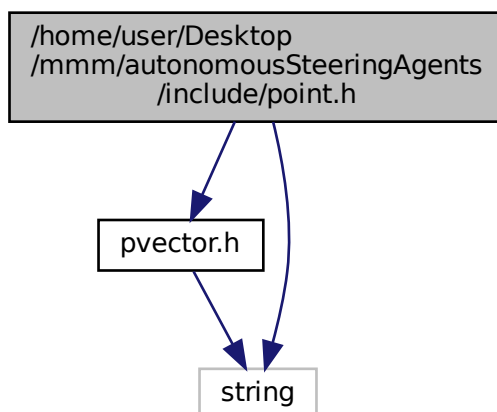 /home/user/Desktop
/mmm/autonomousSteeringAgents
/include/point.h
pvector.h
string